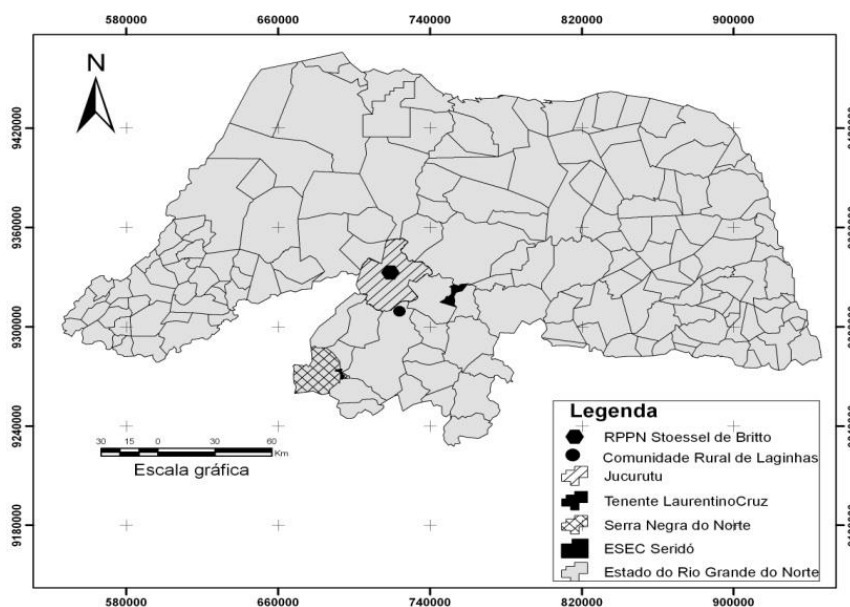 580000 660000 740000 820000 900000
N
9420000
9360000
9300000
9240000
9180000
30 15 0 30 60
Km
Escala gráfica
Legenda
RPPN Stoessel de Britto
Comunidade Rural de Laginhas
Jucurutu
Tenente LaurentinoCruz
Serra Negra do Norte
ESEC Seridó
Estado do Rio Grande do Norte
580000 660000 740000 820000 900000